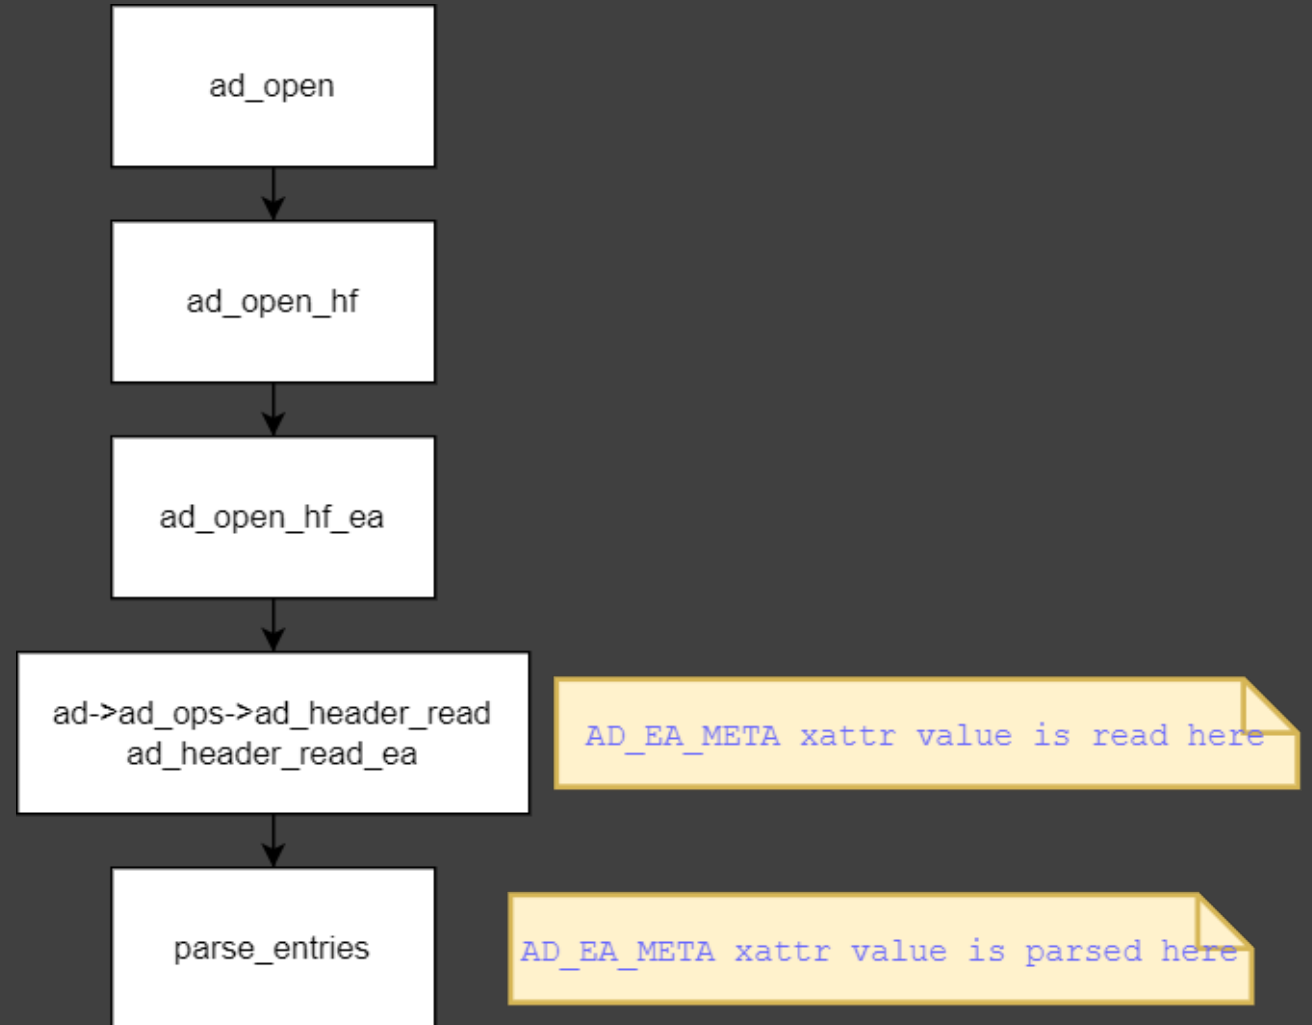 ad_open
ad_open_hf
ad_open_hf_ea
ad->ad_ops->ad_header_read
ad_header_read_ea
AD_EA_META xattr value is read here
parse_entries
AD_EA_META xattr value is parsed here